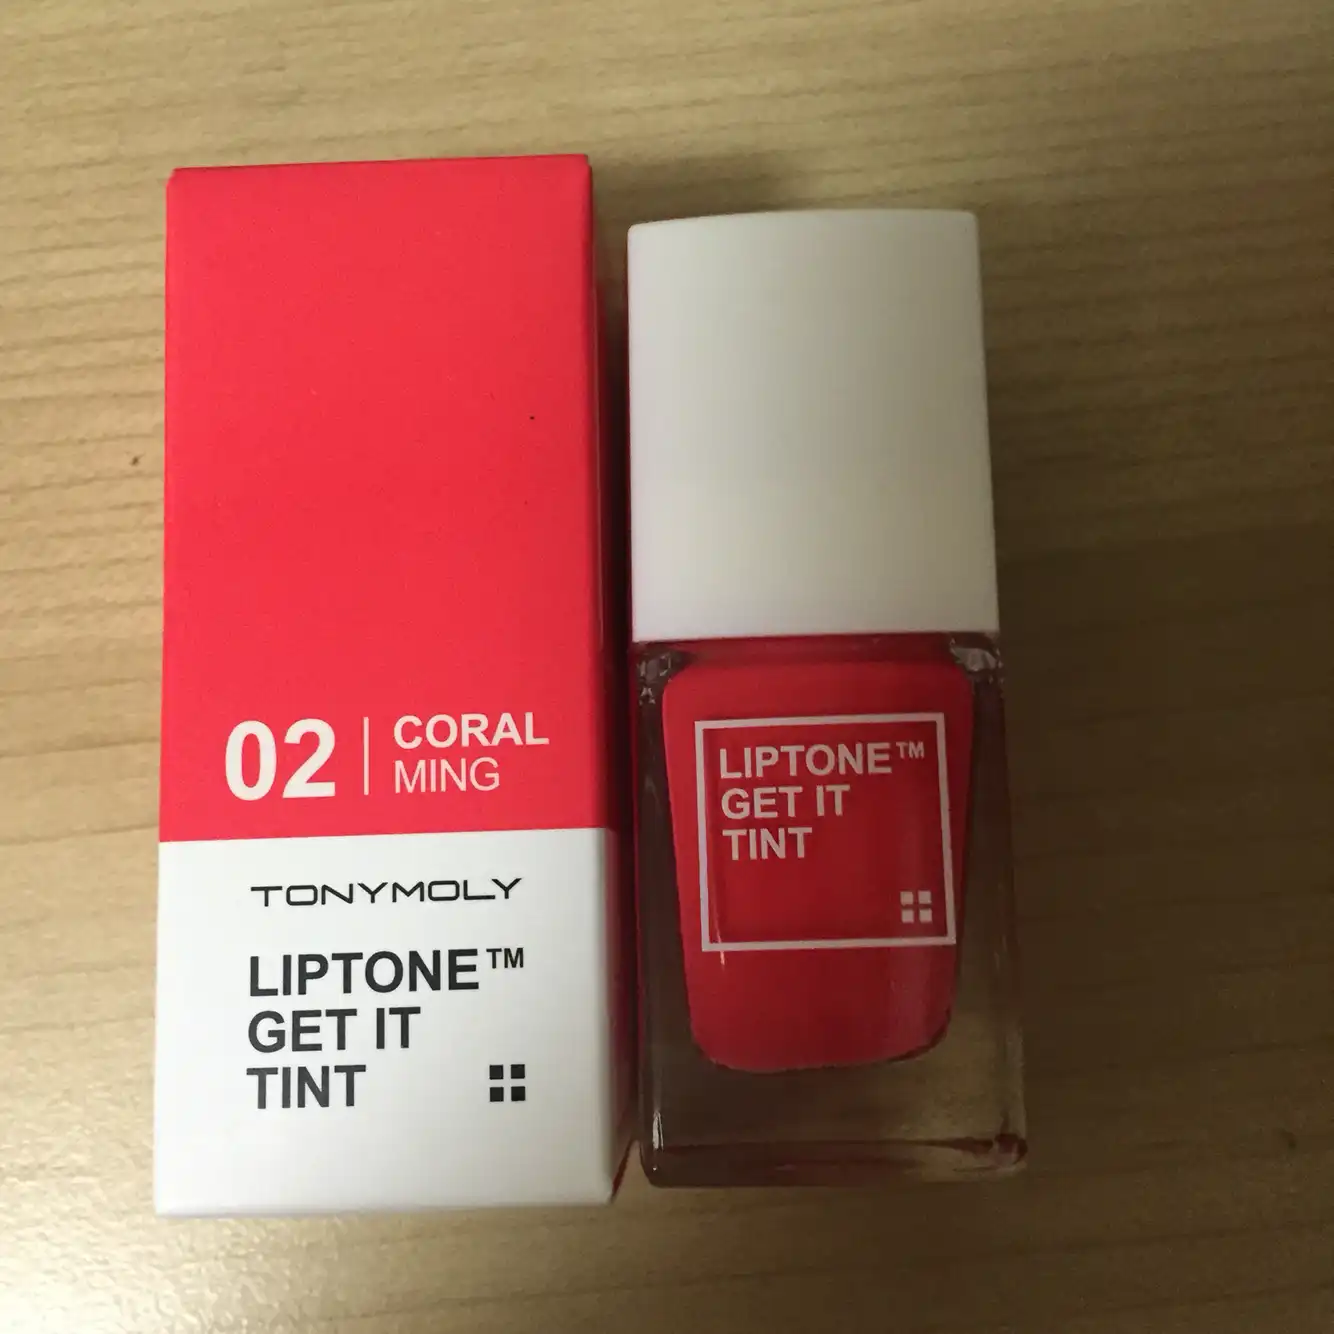 02 | CORAL
MING
TONYMOLY
LIPTONE™
GET IT
TINT
LIPTONE™
GET IT
TINT